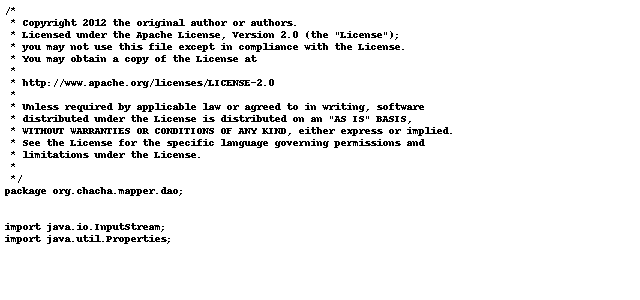 /*
 * Copyright 2012 the original author or authors.
 * Licensed under the Apache License, Version 2.0 (the "License");
 * you may not use this file except in compliance with the License.
 * You may obtain a copy of the License at
 *
 * http://www.apache.org/licenses/LICENSE-2.0
 *
 * Unless required by applicable law or agreed to in writing, software
 * distributed under the License is distributed on an "AS IS" BASIS,
 * WITHOUT WARRANTIES OR CONDITIONS OF ANY KIND, either express or implied.
 * See the License for the specific language governing permissions and
 * limitations under the License.
 *
 */
package org.chacha.mapper.dao;
import java.io.InputStream;
import java.util.Properties;